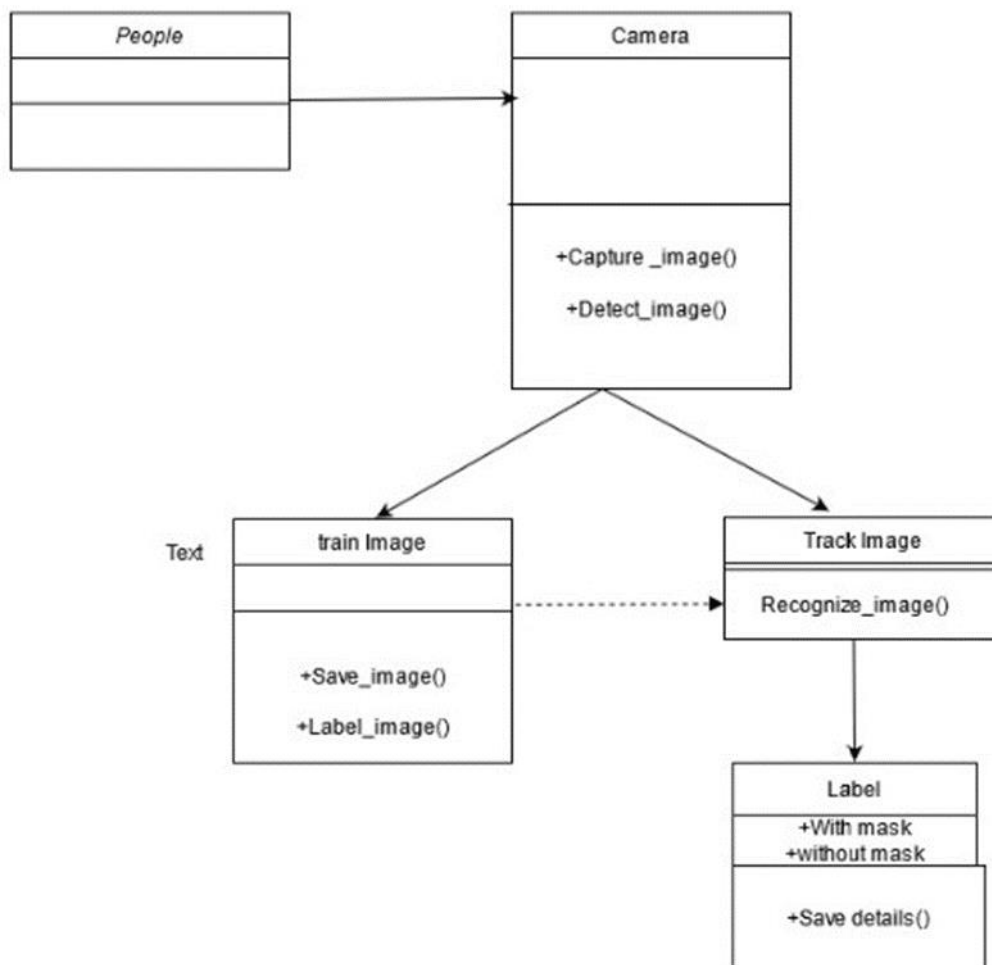 People
Camera
+Capture _image()
+Detect_image()
Text
train Image
+Save_image()
+Label_image()
Track Image
Recognize_image()
Label
+With mask
+without mask
+Save details()